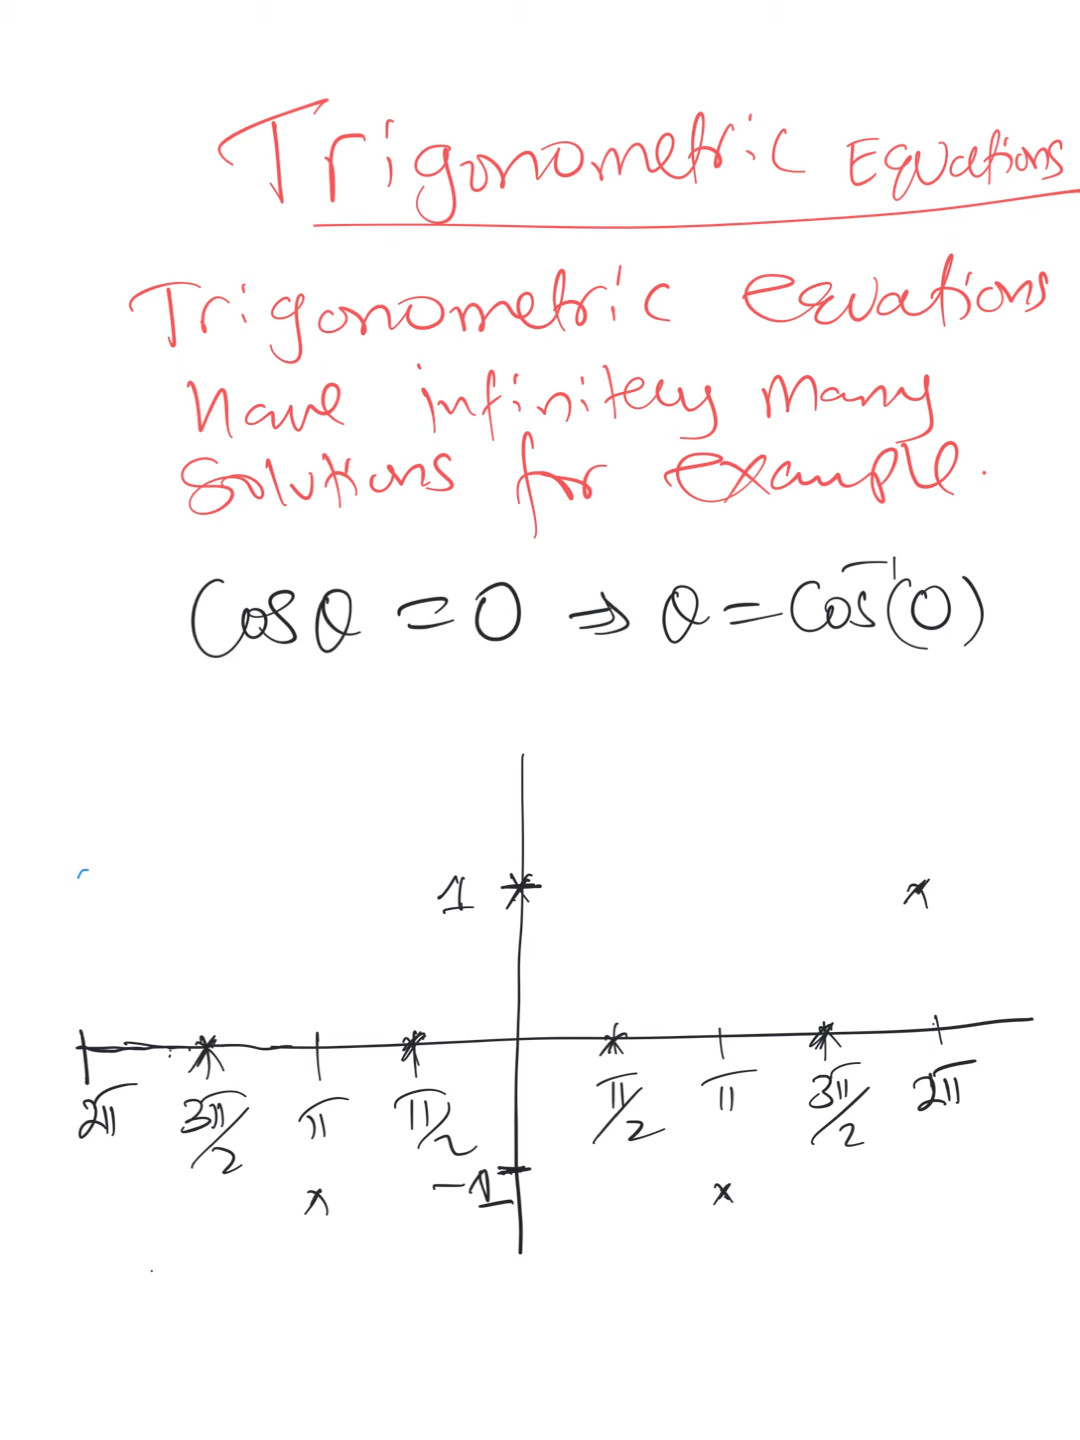 Trigonometric Equations
Trigonometric equations
have infinitely many
solutions for example.
Cos θ = 0 ⇒ θ = Cos⁻¹(0)
1
2π 3π/2 π π/2 π/2 π 3π/2 2π
-1